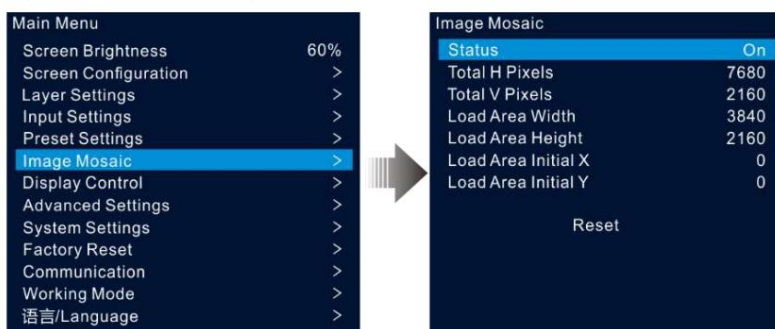 Main Menu
Screen Brightness 60%
Screen Configuration >
Layer Settings >
Input Settings >
Preset Settings >
Image Mosaic >
Display Control >
Advanced Settings >
System Settings >
Factory Reset >
Communication >
Working Mode >
语言/Language >
Image Mosaic
Status On
Total H Pixels 7680
Total V Pixels 2160
Load Area Width 3840
Load Area Height 2160
Load Area Initial X 0
Load Area Initial Y 0
Reset